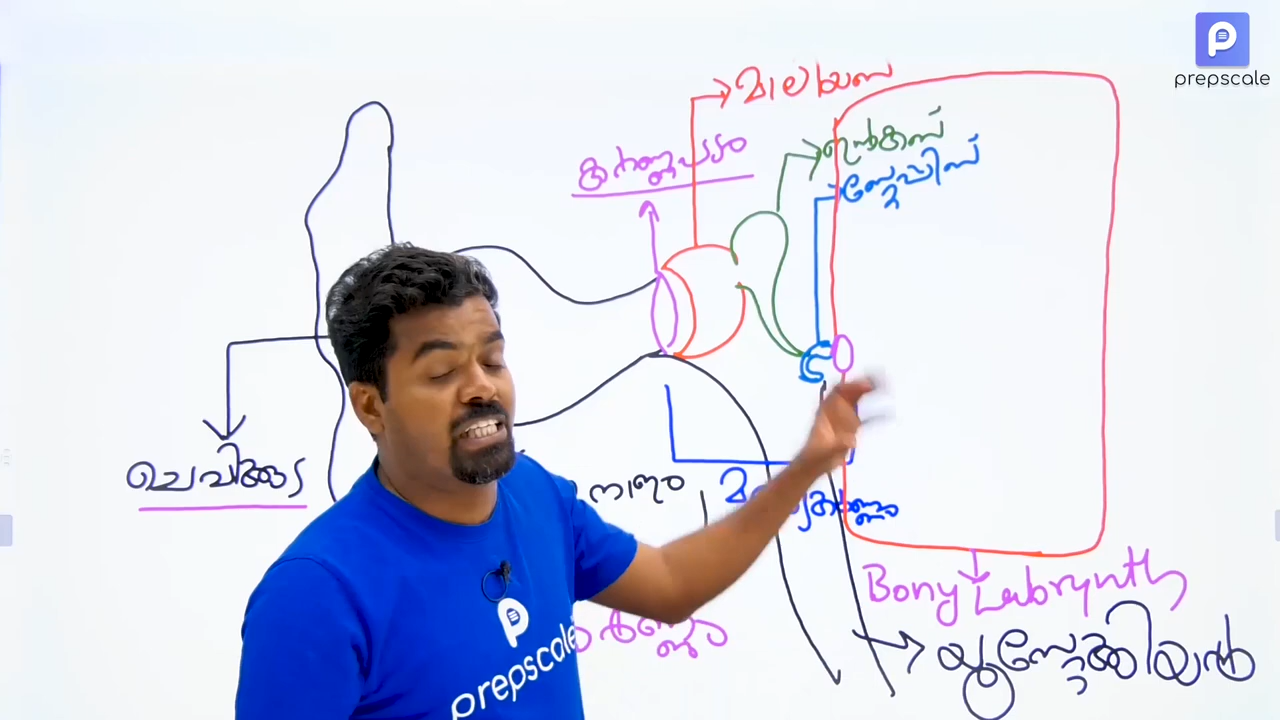 prepscale
മാലിയസ്
കർണ്ണപടം
ഇൻകസ്
സ്റ്റേപ്പിസ്
ചെവിക്കുട
നാളം
Bony Labrynth
യൂസ്റ്റേക്കിയൻ
prepscale